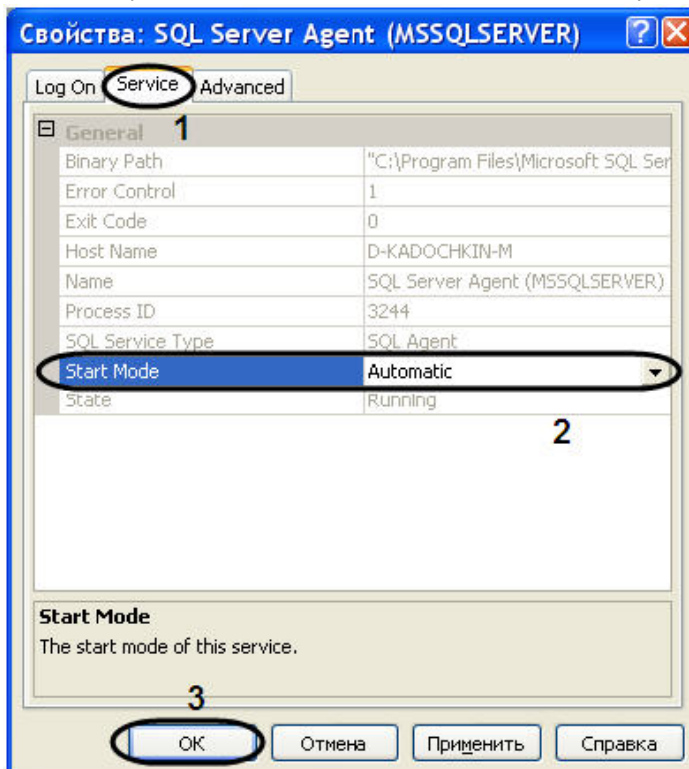 Свойства: SQL Server Agent (MSSQLSERVER)
Log On Service Advanced
1
General
Binary Path "C:\Program Files\Microsoft SQL Ser
Error Control 1
Exit Code 0
Host Name D-KADOCHKIN-M
Name SQL Server Agent (MSSQLSERVER)
Process ID 3244
SQL Service Type SQL Agent
Start Mode Automatic
State Running
2
Start Mode
The start mode of this service.
3
ОК Отмена Применить Справка